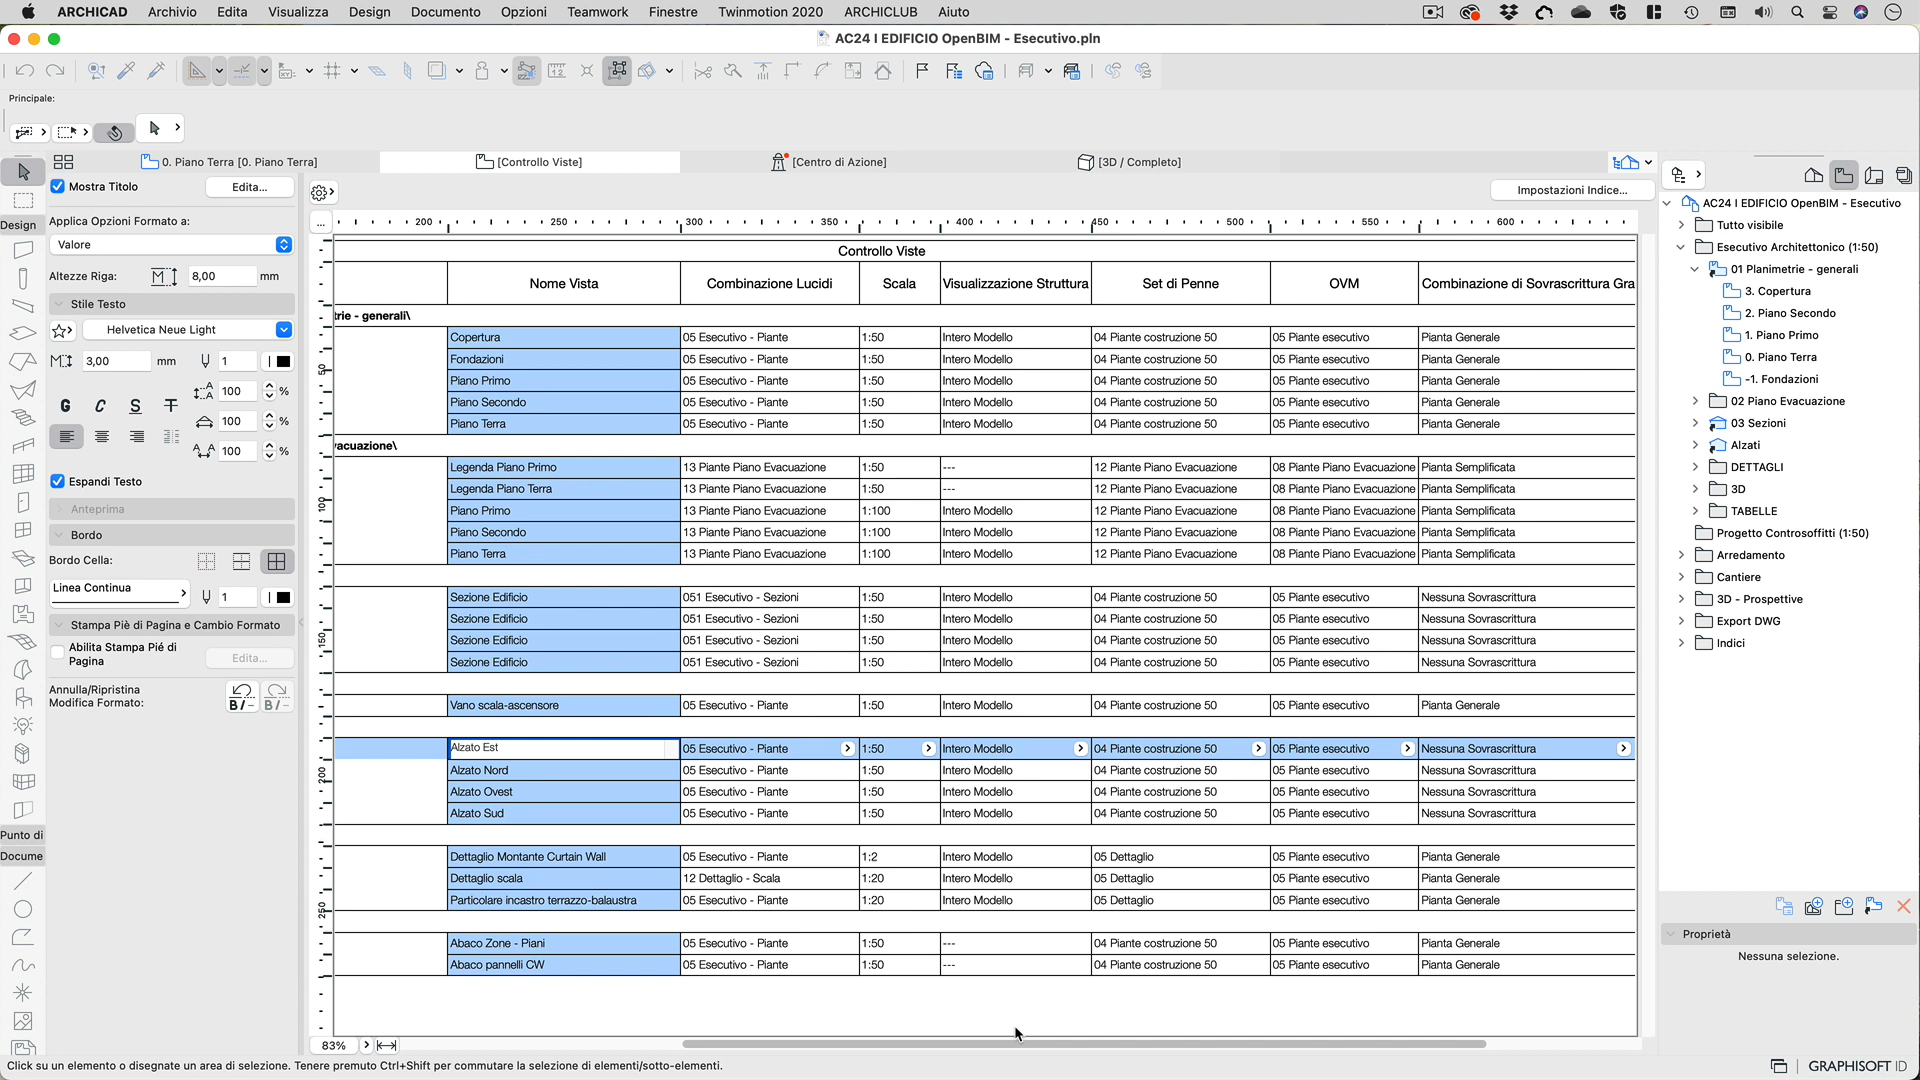 ARCHICAD Archivio Edita Visualizza Design Documento Opzioni Teamwork Finestre Twinmotion 2020 ARCHICLUB Aiuto
AC24 I EDIFICIO OpenBIM - Esecutivo.pln
Principale:
0. Piano Terra [0. Piano Terra]
[Controllo Viste]
[Centro di Azione]
[3D / Completo]
Mostra Titolo
Edita...
Impostazioni Indice...
Design
Applica Opzioni Formato a:
Valore
Altezze Riga:
8,00
mm
Stile Testo
Helvetica Neue Light
3,00
mm
1
100
%
G C S T
100
%
100
%
Espandi Testo
Anteprima
Bordo
Bordo Cella:
Linea Continua
1
Stampa Piè di Pagina e Cambio Formato
Abilita Stampa Pié di
Pagina
Edita...
Annulla/Ripristina
Modifica Formato:
B / –
B / –
Punto di
Docume
...
200 250 300 350 400 450 500 550 600
50
100
150
200
250
Controllo Viste
Nome Vista Combinazione Lucidi Scala Visualizzazione Struttura Set di Penne OVM Combinazione di Sovrascrittura Gra
trie - generali\
Copertura 05 Esecutivo - Piante 1:50 Intero Modello 04 Piante costruzione 50 05 Piante esecutivo Pianta Generale
Fondazioni 05 Esecutivo - Piante 1:50 Intero Modello 04 Piante costruzione 50 05 Piante esecutivo Pianta Generale
Piano Primo 05 Esecutivo - Piante 1:50 Intero Modello 04 Piante costruzione 50 05 Piante esecutivo Pianta Generale
Piano Secondo 05 Esecutivo - Piante 1:50 Intero Modello 04 Piante costruzione 50 05 Piante esecutivo Pianta Generale
Piano Terra 05 Esecutivo - Piante 1:50 Intero Modello 04 Piante costruzione 50 05 Piante esecutivo Pianta Generale
vacuazione\
Legenda Piano Primo 13 Piante Piano Evacuazione 1:50 --- 12 Piante Piano Evacuazione 08 Piante Piano Evacuazione Pianta Semplificata
Legenda Piano Terra 13 Piante Piano Evacuazione 1:50 --- 12 Piante Piano Evacuazione 08 Piante Piano Evacuazione Pianta Semplificata
Piano Primo 13 Piante Piano Evacuazione 1:100 Intero Modello 12 Piante Piano Evacuazione 08 Piante Piano Evacuazione Pianta Semplificata
Piano Secondo 13 Piante Piano Evacuazione 1:100 Intero Modello 12 Piante Piano Evacuazione 08 Piante Piano Evacuazione Pianta Semplificata
Piano Terra 13 Piante Piano Evacuazione 1:100 Intero Modello 12 Piante Piano Evacuazione 08 Piante Piano Evacuazione Pianta Semplificata
Sezione Edificio 051 Esecutivo - Sezioni 1:50 Intero Modello 04 Piante costruzione 50 05 Piante esecutivo Nessuna Sovrascrittura
Sezione Edificio 051 Esecutivo - Sezioni 1:50 Intero Modello 04 Piante costruzione 50 05 Piante esecutivo Nessuna Sovrascrittura
Sezione Edificio 051 Esecutivo - Sezioni 1:50 Intero Modello 04 Piante costruzione 50 05 Piante esecutivo Nessuna Sovrascrittura
Sezione Edificio 051 Esecutivo - Sezioni 1:50 Intero Modello 04 Piante costruzione 50 05 Piante esecutivo Nessuna Sovrascrittura
Vano scala-ascensore 05 Esecutivo - Piante 1:50 Intero Modello 04 Piante costruzione 50 05 Piante esecutivo Pianta Generale
Alzato Est 05 Esecutivo - Piante 1:50 Intero Modello 04 Piante costruzione 50 05 Piante esecutivo Nessuna Sovrascrittura
Alzato Nord 05 Esecutivo - Piante 1:50 Intero Modello 04 Piante costruzione 50 05 Piante esecutivo Nessuna Sovrascrittura
Alzato Ovest 05 Esecutivo - Piante 1:50 Intero Modello 04 Piante costruzione 50 05 Piante esecutivo Nessuna Sovrascrittura
Alzato Sud 05 Esecutivo - Piante 1:50 Intero Modello 04 Piante costruzione 50 05 Piante esecutivo Nessuna Sovrascrittura
Dettaglio Montante Curtain Wall 05 Esecutivo - Piante 1:2 Intero Modello 05 Dettaglio 05 Piante esecutivo Pianta Generale
Dettaglio scala 12 Dettaglio - Scala 1:20 Intero Modello 05 Dettaglio 05 Piante esecutivo Pianta Generale
Particolare incastro terrazzo-balaustra 05 Esecutivo - Piante 1:20 Intero Modello 05 Dettaglio 05 Piante esecutivo Pianta Generale
Abaco Zone - Piani 05 Esecutivo - Piante 1:50 --- 04 Piante costruzione 50 05 Piante esecutivo Pianta Generale
Abaco pannelli CW 05 Esecutivo - Piante 1:50 --- 04 Piante costruzione 50 05 Piante esecutivo Pianta Generale
83%
AC24 I EDIFICIO OpenBIM - Esecutivo
Tutto visibile
Esecutivo Architettonico (1:50)
01 Planimetrie - generali
3. Copertura
2. Piano Secondo
1. Piano Primo
0. Piano Terra
-1. Fondazioni
02 Piano Evacuazione
03 Sezioni
Alzati
DETTAGLI
3D
TABELLE
Progetto Controsoffitti (1:50)
Arredamento
Cantiere
3D - Prospettive
Export DWG
Indici
Proprietà
Nessuna selezione.
Click su un elemento o disegnate un area di selezione. Tenere premuto Ctrl+Shift per commutare la selezione di elementi/sotto-elementi.
GRAPHISOFT ID